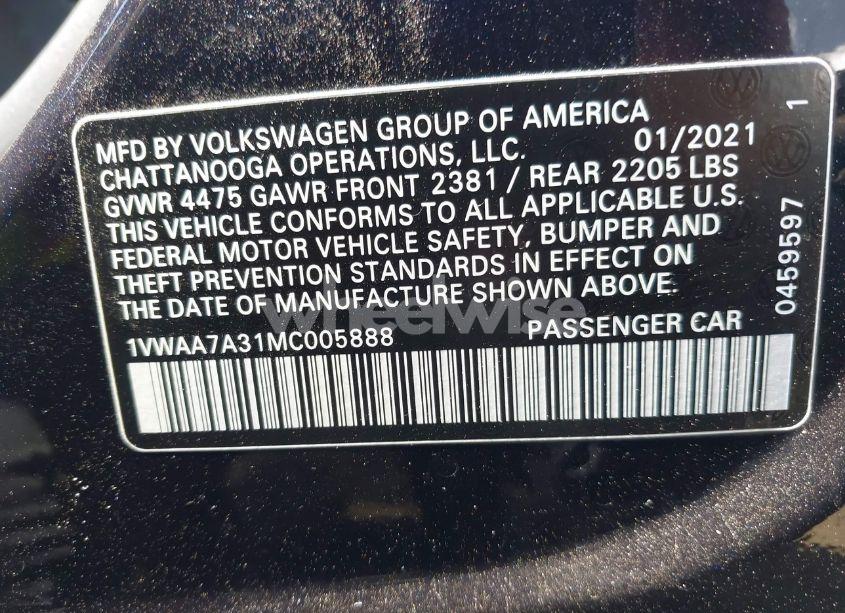 MFD BY VOLKSWAGEN GROUP OF AMERICA 01/2021
CHATTANOOGA OPERATIONS, LLC.
GVWR 4475 GAWR FRONT 2381 / REAR 2205 LBS
THIS VEHICLE CONFORMS TO ALL APPLICABLE U.S.
FEDERAL MOTOR VEHICLE SAFETY, BUMPER AND
THEFT PREVENTION STANDARDS IN EFFECT ON
THE DATE OF MANUFACTURE SHOWN ABOVE.
1VWAA7A31MC005888 PASSENGER CAR
0459597 1
wheelwise